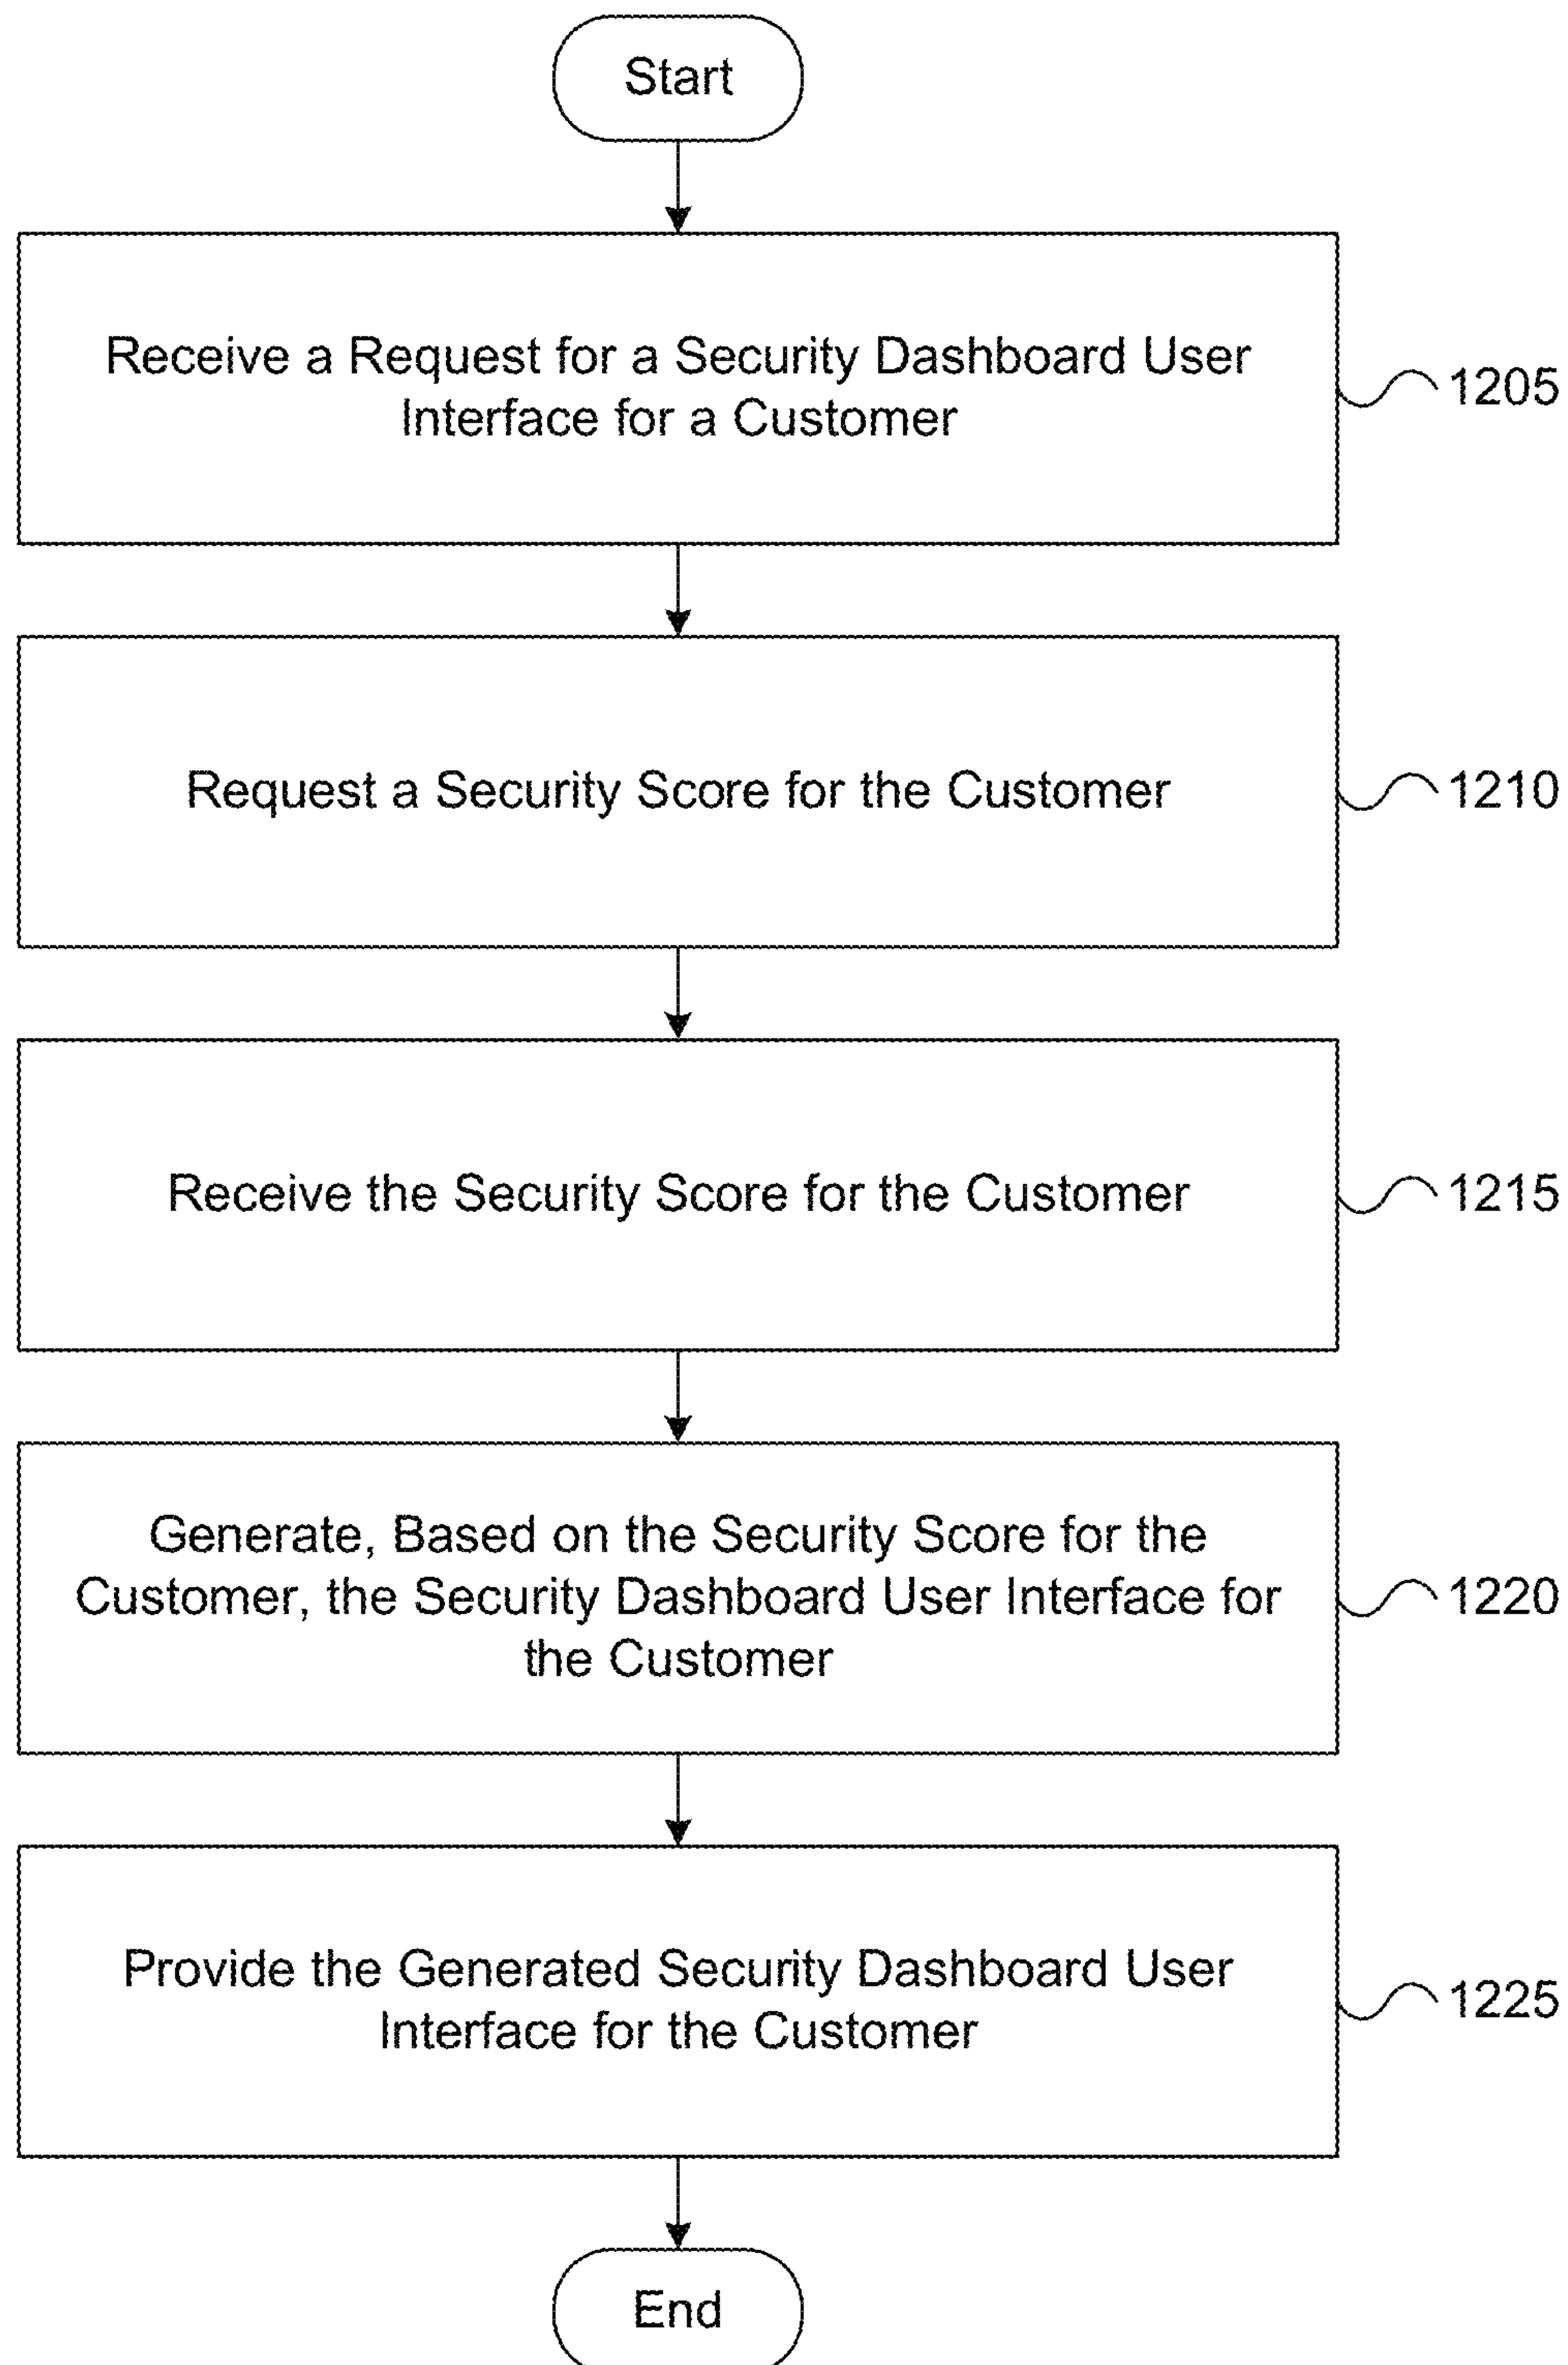 Start
Receive a Request for a Security Dashboard User
Interface for a Customer
1205
Request a Security Score for the Customer
1210
Receive the Security Score for the Customer
1215
Generate, Based on the Security Score for the
Customer, the Security Dashboard User Interface for
the Customer
1220
Provide the Generated Security Dashboard User
Interface for the Customer
1225
End